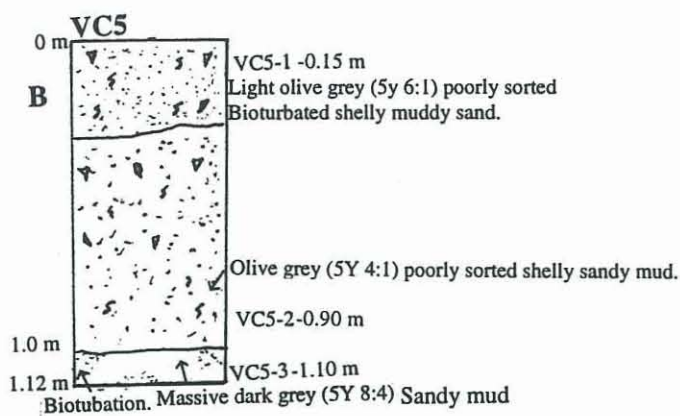 VC5
0 m
VC5-1 -0.15 m
B
Light olive grey (5y 6:1) poorly sorted
Bioturbated shelly muddy sand.
Olive grey (5Y 4:1) poorly sorted shelly sandy mud.
VC5-2-0.90 m
1.0 m
VC5-3-1.10 m
1.12 m
Biotubation. Massive dark grey (5Y 8:4) Sandy mud